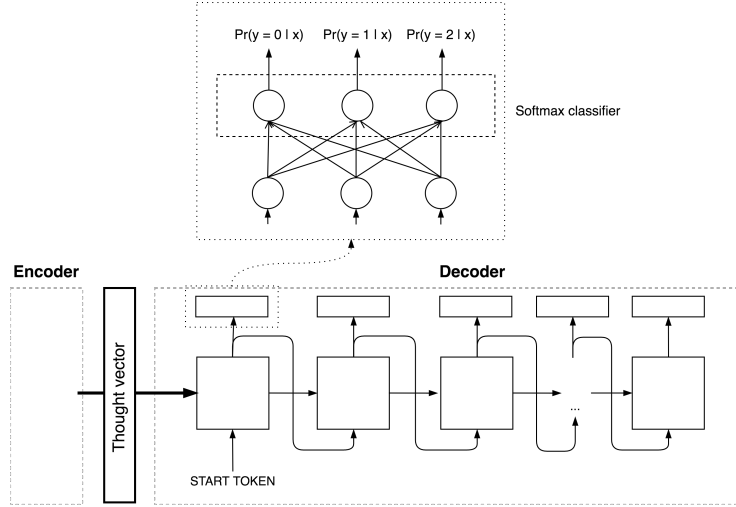 Pr(y = 0 | x) Pr(y = 1 | x) Pr(y = 2 | x)
Softmax classifier
Encoder
Decoder
Thought vector
...
START TOKEN